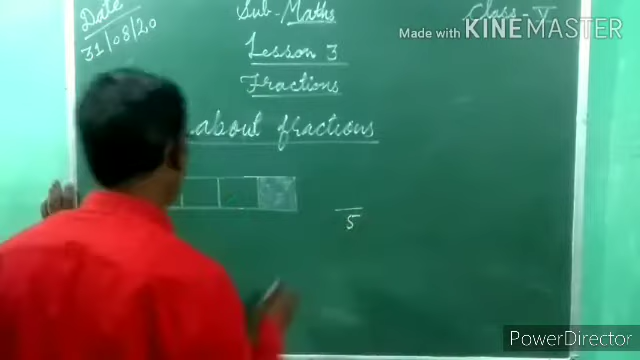 Date
31/08/20
Sub-Maths
Class-V
Lesson 3
Fractions
about fractions
5
Made with KINEMASTER
PowerDirector